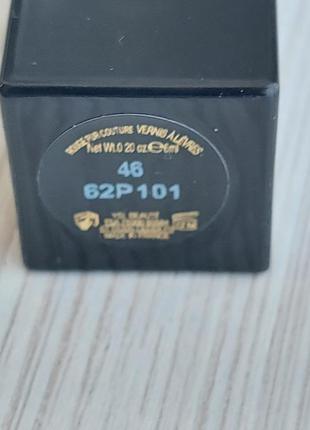 ROUGE PUR COUTURE VERNIS À LÈVRES
Net Wt.0 20 oz.℮6ml
46
62P101
YSL BEAUTÉ
MADE IN FRANCE